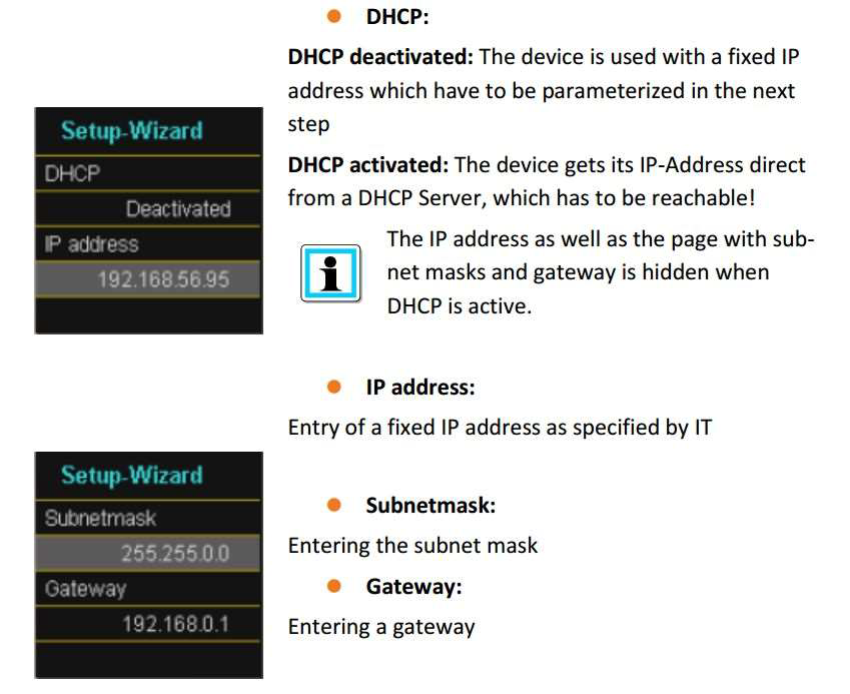 DHCP:
DHCP deactivated: The device is used with a fixed IP
address which have to be parameterized in the next
step
DHCP activated: The device gets its IP-Address direct
from a DHCP Server, which has to be reachable!
The IP address as well as the page with sub-
net masks and gateway is hidden when
DHCP is active.
Setup-Wizard
DHCP
Deactivated
IP address
192.168.56.95
IP address:
Entry of a fixed IP address as specified by IT
Subnetmask:
Entering the subnet mask
Gateway:
Entering a gateway
Setup-Wizard
Subnetmask
255.255.0.0
Gateway
192.168.0.1